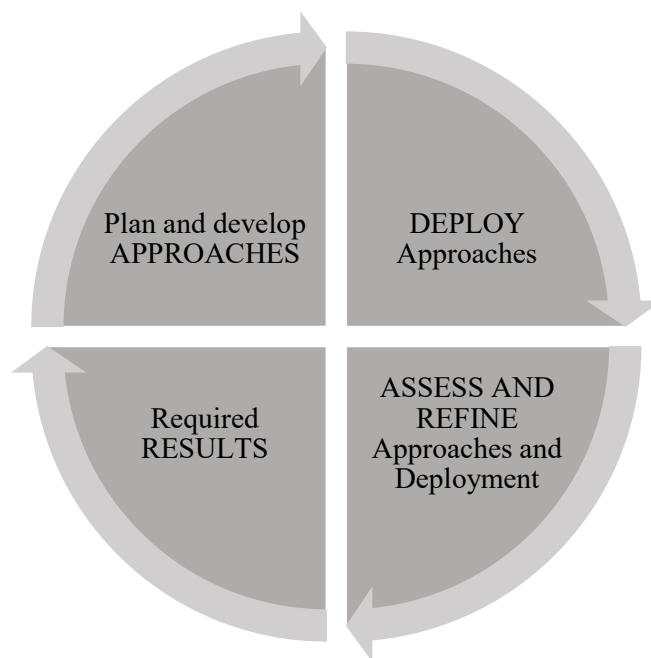 Plan and develop
APPROACHES
DEPLOY
Approaches
ASSESS AND
REFINE
Approaches and
Deployment
Required
RESULTS